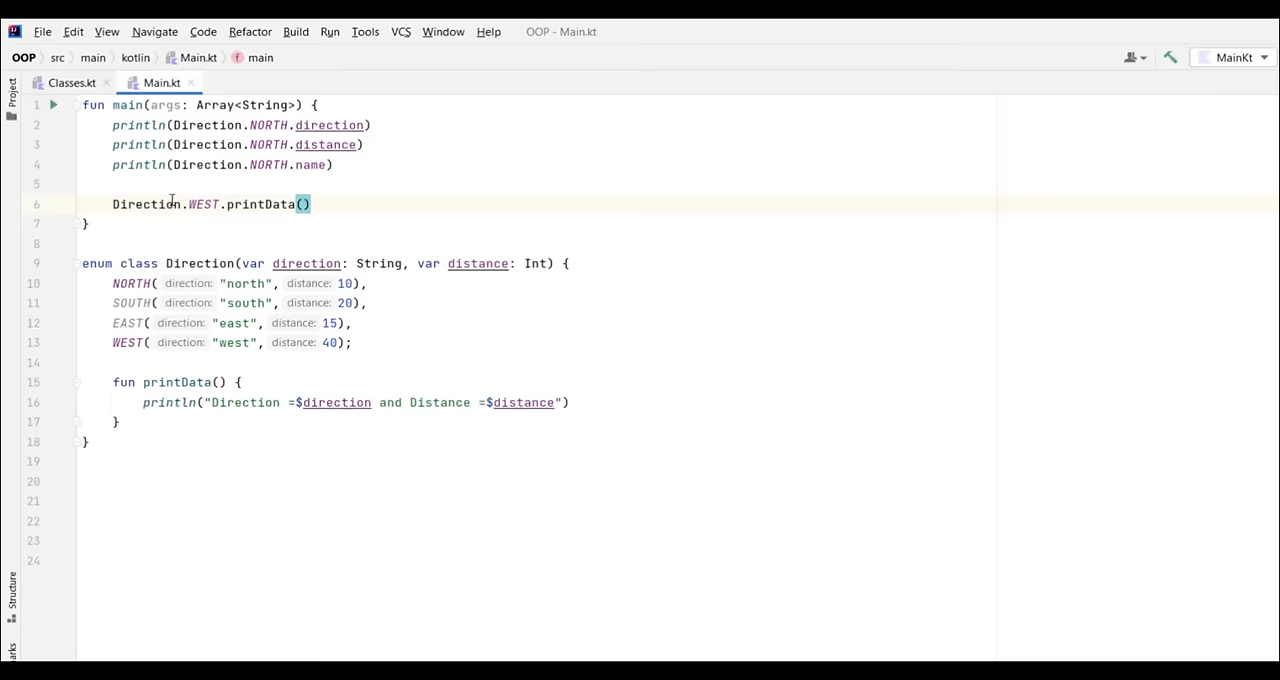 File Edit View Navigate Code Refactor Build Run Tools VCS Window Help OOP - Main.kt
OOP src main kotlin Main.kt main MainKt
Project
Classes.kt Main.kt
1 fun main(args: Array<String>) {
2 println(Direction.NORTH.direction)
3 println(Direction.NORTH.distance)
4 println(Direction.NORTH.name)
5
6 Direction.WEST.printData()
7 }
8
9 enum class Direction(var direction: String, var distance: Int) {
10 NORTH( direction: "north", distance: 10),
11 SOUTH( direction: "south", distance: 20),
12 EAST( direction: "east", distance: 15),
13 WEST( direction: "west", distance: 40);
14
15 fun printData() {
16 println("Direction =$direction and Distance =$distance")
17 }
18 }
19
20
21
22
23
24
Structure